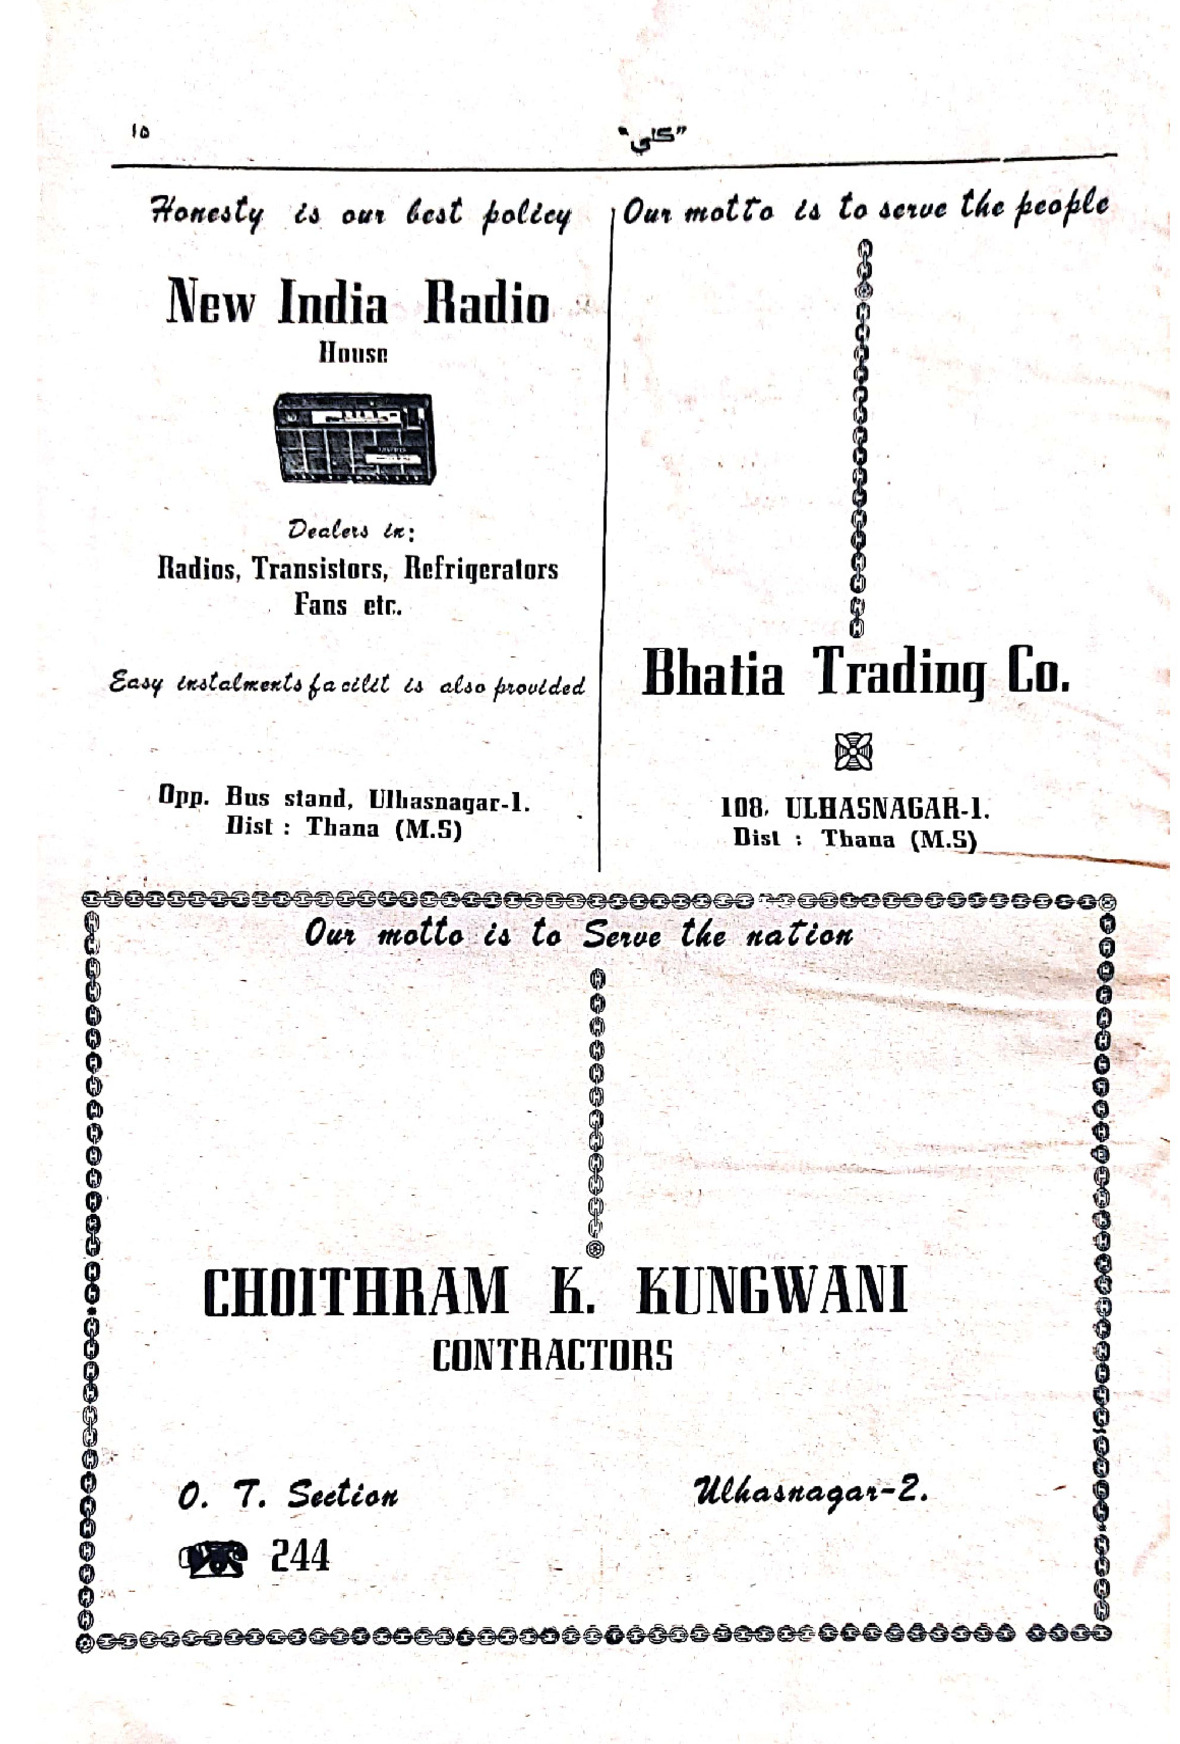 ۱۵
Honesty is our best policy
New India Radio
House
Dealers in:
Radios, Transistors, Refrigerators
Fans etc.
Easy instalments facilit is also provided
Opp. Bus stand, Ulhasnagar-1.
Dist : Thana (M.S)
Our motto is to serve the people
Bhatia Trading Co.
108, ULHASNAGAR-1.
Dist : Thana (M.S)
Our motto is to Serve the nation
CHOITHRAM K. KUNGWANI
CONTRACTORS
O. T. Section
Ulhasnagar-2.
244